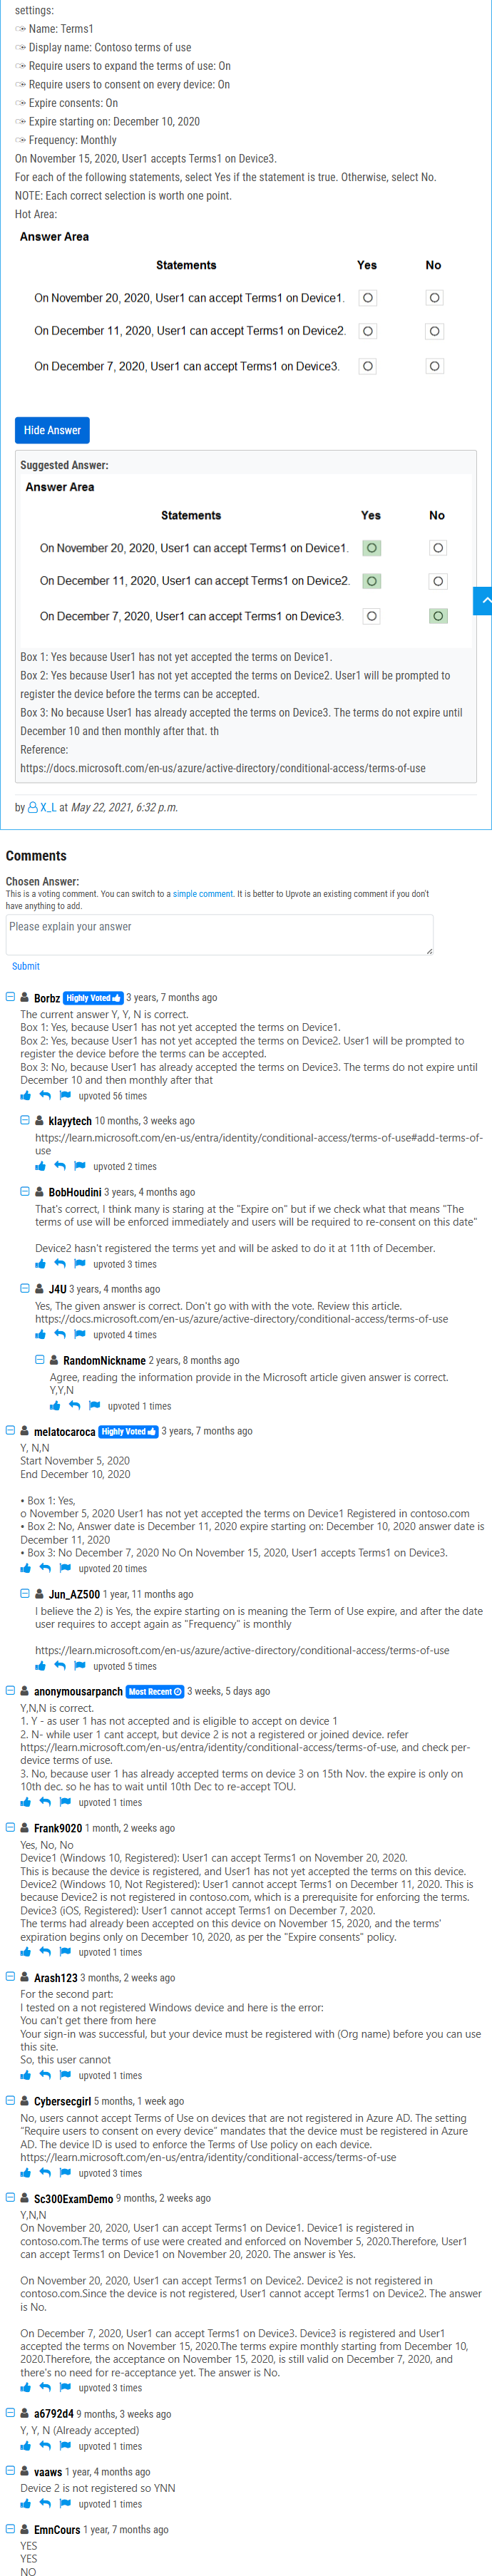 settings:
Name: Terms1
Display name: Contoso terms of use
Require users to expand the terms of use: On
Require users to consent on every device: On
Expire consents: On
Expire starting on: December 10, 2020
Frequency: Monthly
On November 15, 2020, User1 accepts Terms1 on Device3.
For each of the following statements, select Yes if the statement is true. Otherwise, select No.
NOTE: Each correct selection is worth one point.
Hot Area:
Answer Area
Statements Yes No
On November 20, 2020, User1 can accept Terms1 on Device1.
On December 11, 2020, User1 can accept Terms1 on Device2.
On December 7, 2020, User1 can accept Terms1 on Device3.
Hide Answer
Suggested Answer:
Answer Area
Statements Yes No
On November 20, 2020, User1 can accept Terms1 on Device1.
On December 11, 2020, User1 can accept Terms1 on Device2.
On December 7, 2020, User1 can accept Terms1 on Device3.
Box 1: Yes because User1 has not yet accepted the terms on Device1.
Box 2: Yes because User1 has not yet accepted the terms on Device2. User1 will be prompted to
register the device before the terms can be accepted.
Box 3: No because User1 has already accepted the terms on Device3. The terms do not expire until
December 10 and then monthly after that. th
Reference:
https://docs.microsoft.com/en-us/azure/active-directory/conditional-access/terms-of-use
by X_L at May 22, 2021, 6:32 p.m.
Comments
Chosen Answer:
This is a voting comment. You can switch to a simple comment. It is better to Upvote an existing comment if you don't
have anything to add.
Please explain your answer
Submit
Borbz Highly Voted 3 years, 7 months ago
The current answer Y, Y, N is correct.
Box 1: Yes, because User1 has not yet accepted the terms on Device1.
Box 2: Yes, because User1 has not yet accepted the terms on Device2. User1 will be prompted to
register the device before the terms can be accepted.
Box 3: No, because User1 has already accepted the terms on Device3. The terms do not expire until
December 10 and then monthly after that
upvoted 56 times
klayytech 10 months, 3 weeks ago
https://learn.microsoft.com/en-us/entra/identity/conditional-access/terms-of-use#add-terms-of-
use
upvoted 2 times
BobHoudini 3 years, 4 months ago
That's correct, I think many is staring at the "Expire on" but if we check what that means "The
terms of use will be enforced immediately and users will be required to re-consent on this date"
Device2 hasn't registered the terms yet and will be asked to do it at 11th of December.
upvoted 3 times
J4U 3 years, 4 months ago
Yes, The given answer is correct. Don't go with with the vote. Review this article.
https://docs.microsoft.com/en-us/azure/active-directory/conditional-access/terms-of-use
upvoted 4 times
RandomNickname 2 years, 8 months ago
Agree, reading the information provide in the Microsoft article given answer is correct.
Y,Y,N
upvoted 1 times
melatocaroca Highly Voted 3 years, 7 months ago
Y, N,N
Start November 5, 2020
End December 10, 2020
• Box 1: Yes,
o November 5, 2020 User1 has not yet accepted the terms on Device1 Registered in contoso.com
• Box 2: No, Answer date is December 11, 2020 expire starting on: December 10, 2020 answer date is
December 11, 2020
• Box 3: No December 7, 2020 No On November 15, 2020, User1 accepts Terms1 on Device3.
upvoted 20 times
Jun_AZ500 1 year, 11 months ago
I believe the 2) is Yes, the expire starting on is meaning the Term of Use expire, and after the date
user requires to accept again as "Frequency" is monthly
https://learn.microsoft.com/en-us/azure/active-directory/conditional-access/terms-of-use
upvoted 5 times
anonymousarpanch Most Recent 3 weeks, 5 days ago
Y,N,N is correct.
1. Y - as user 1 has not accepted and is eligible to accept on device 1
2. N- while user 1 cant accept, but device 2 is not a registered or joined device. refer
https://learn.microsoft.com/en-us/entra/identity/conditional-access/terms-of-use, and check per-
device terms of use.
3. No, because user 1 has already accepted terms on device 3 on 15th Nov. the expire is only on
10th dec. so he has to wait until 10th Dec to re-accept TOU.
upvoted 1 times
Frank9020 1 month, 2 weeks ago
Yes, No, No
Device1 (Windows 10, Registered): User1 can accept Terms1 on November 20, 2020.
This is because the device is registered, and User1 has not yet accepted the terms on this device.
Device2 (Windows 10, Not Registered): User1 cannot accept Terms1 on December 11, 2020. This is
because Device2 is not registered in contoso.com, which is a prerequisite for enforcing the terms.
Device3 (iOS, Registered): User1 cannot accept Terms1 on December 7, 2020.
The terms had already been accepted on this device on November 15, 2020, and the terms'
expiration begins only on December 10, 2020, as per the "Expire consents" policy.
upvoted 1 times
Arash123 3 months, 2 weeks ago
For the second part:
I tested on a not registered Windows device and here is the error:
You can't get there from here
Your sign-in was successful, but your device must be registered with (Org name) before you can use
this site.
So, this user cannot
upvoted 1 times
Cybersecgirl 5 months, 1 week ago
No, users cannot accept Terms of Use on devices that are not registered in Azure AD. The setting
“Require users to consent on every device” mandates that the device must be registered in Azure
AD. The device ID is used to enforce the Terms of Use policy on each device.
https://learn.microsoft.com/en-us/entra/identity/conditional-access/terms-of-use
upvoted 3 times
Sc300ExamDemo 9 months, 2 weeks ago
Y,N,N
On November 20, 2020, User1 can accept Terms1 on Device1. Device1 is registered in
contoso.com.The terms of use were created and enforced on November 5, 2020.Therefore, User1
can accept Terms1 on Device1 on November 20, 2020. The answer is Yes.
On November 20, 2020, User1 can accept Terms1 on Device2. Device2 is not registered in
contoso.com.Since the device is not registered, User1 cannot accept Terms1 on Device2. The answer
is No.
On December 7, 2020, User1 can accept Terms1 on Device3. Device3 is registered and User1
accepted the terms on November 15, 2020.The terms expire monthly starting from December 10,
2020.Therefore, the acceptance on November 15, 2020, is still valid on December 7, 2020, and
there's no need for re-acceptance yet. The answer is No.
upvoted 3 times
a6792d4 9 months, 3 weeks ago
Y, Y, N (Already accepted)
upvoted 1 times
vaaws 1 year, 4 months ago
Device 2 is not registered so YNN
upvoted 1 times
EmnCours 1 year, 7 months ago
YES
YES
NO